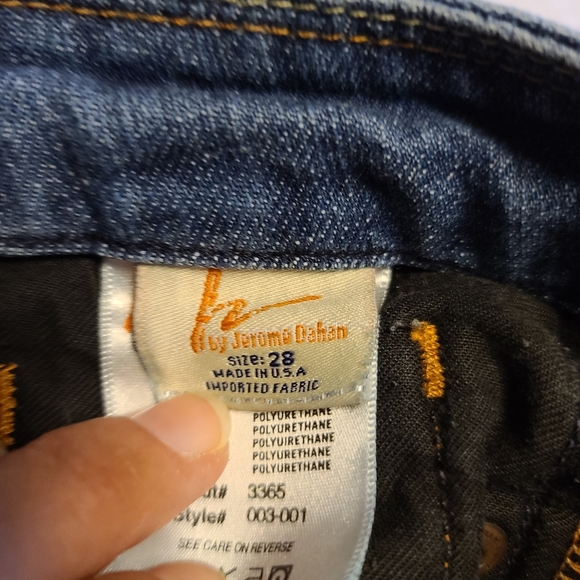 by Jerome Dahan
SIZE: 28
MADE IN U.S.A
IMPORTED FABRIC
POLYURETHANE
POLYURETHANE
POLYUIRETHANE
POLYURETHANE
POLYURETHANE
3365
Style# 003-001
SEE CARE ON REVERSE